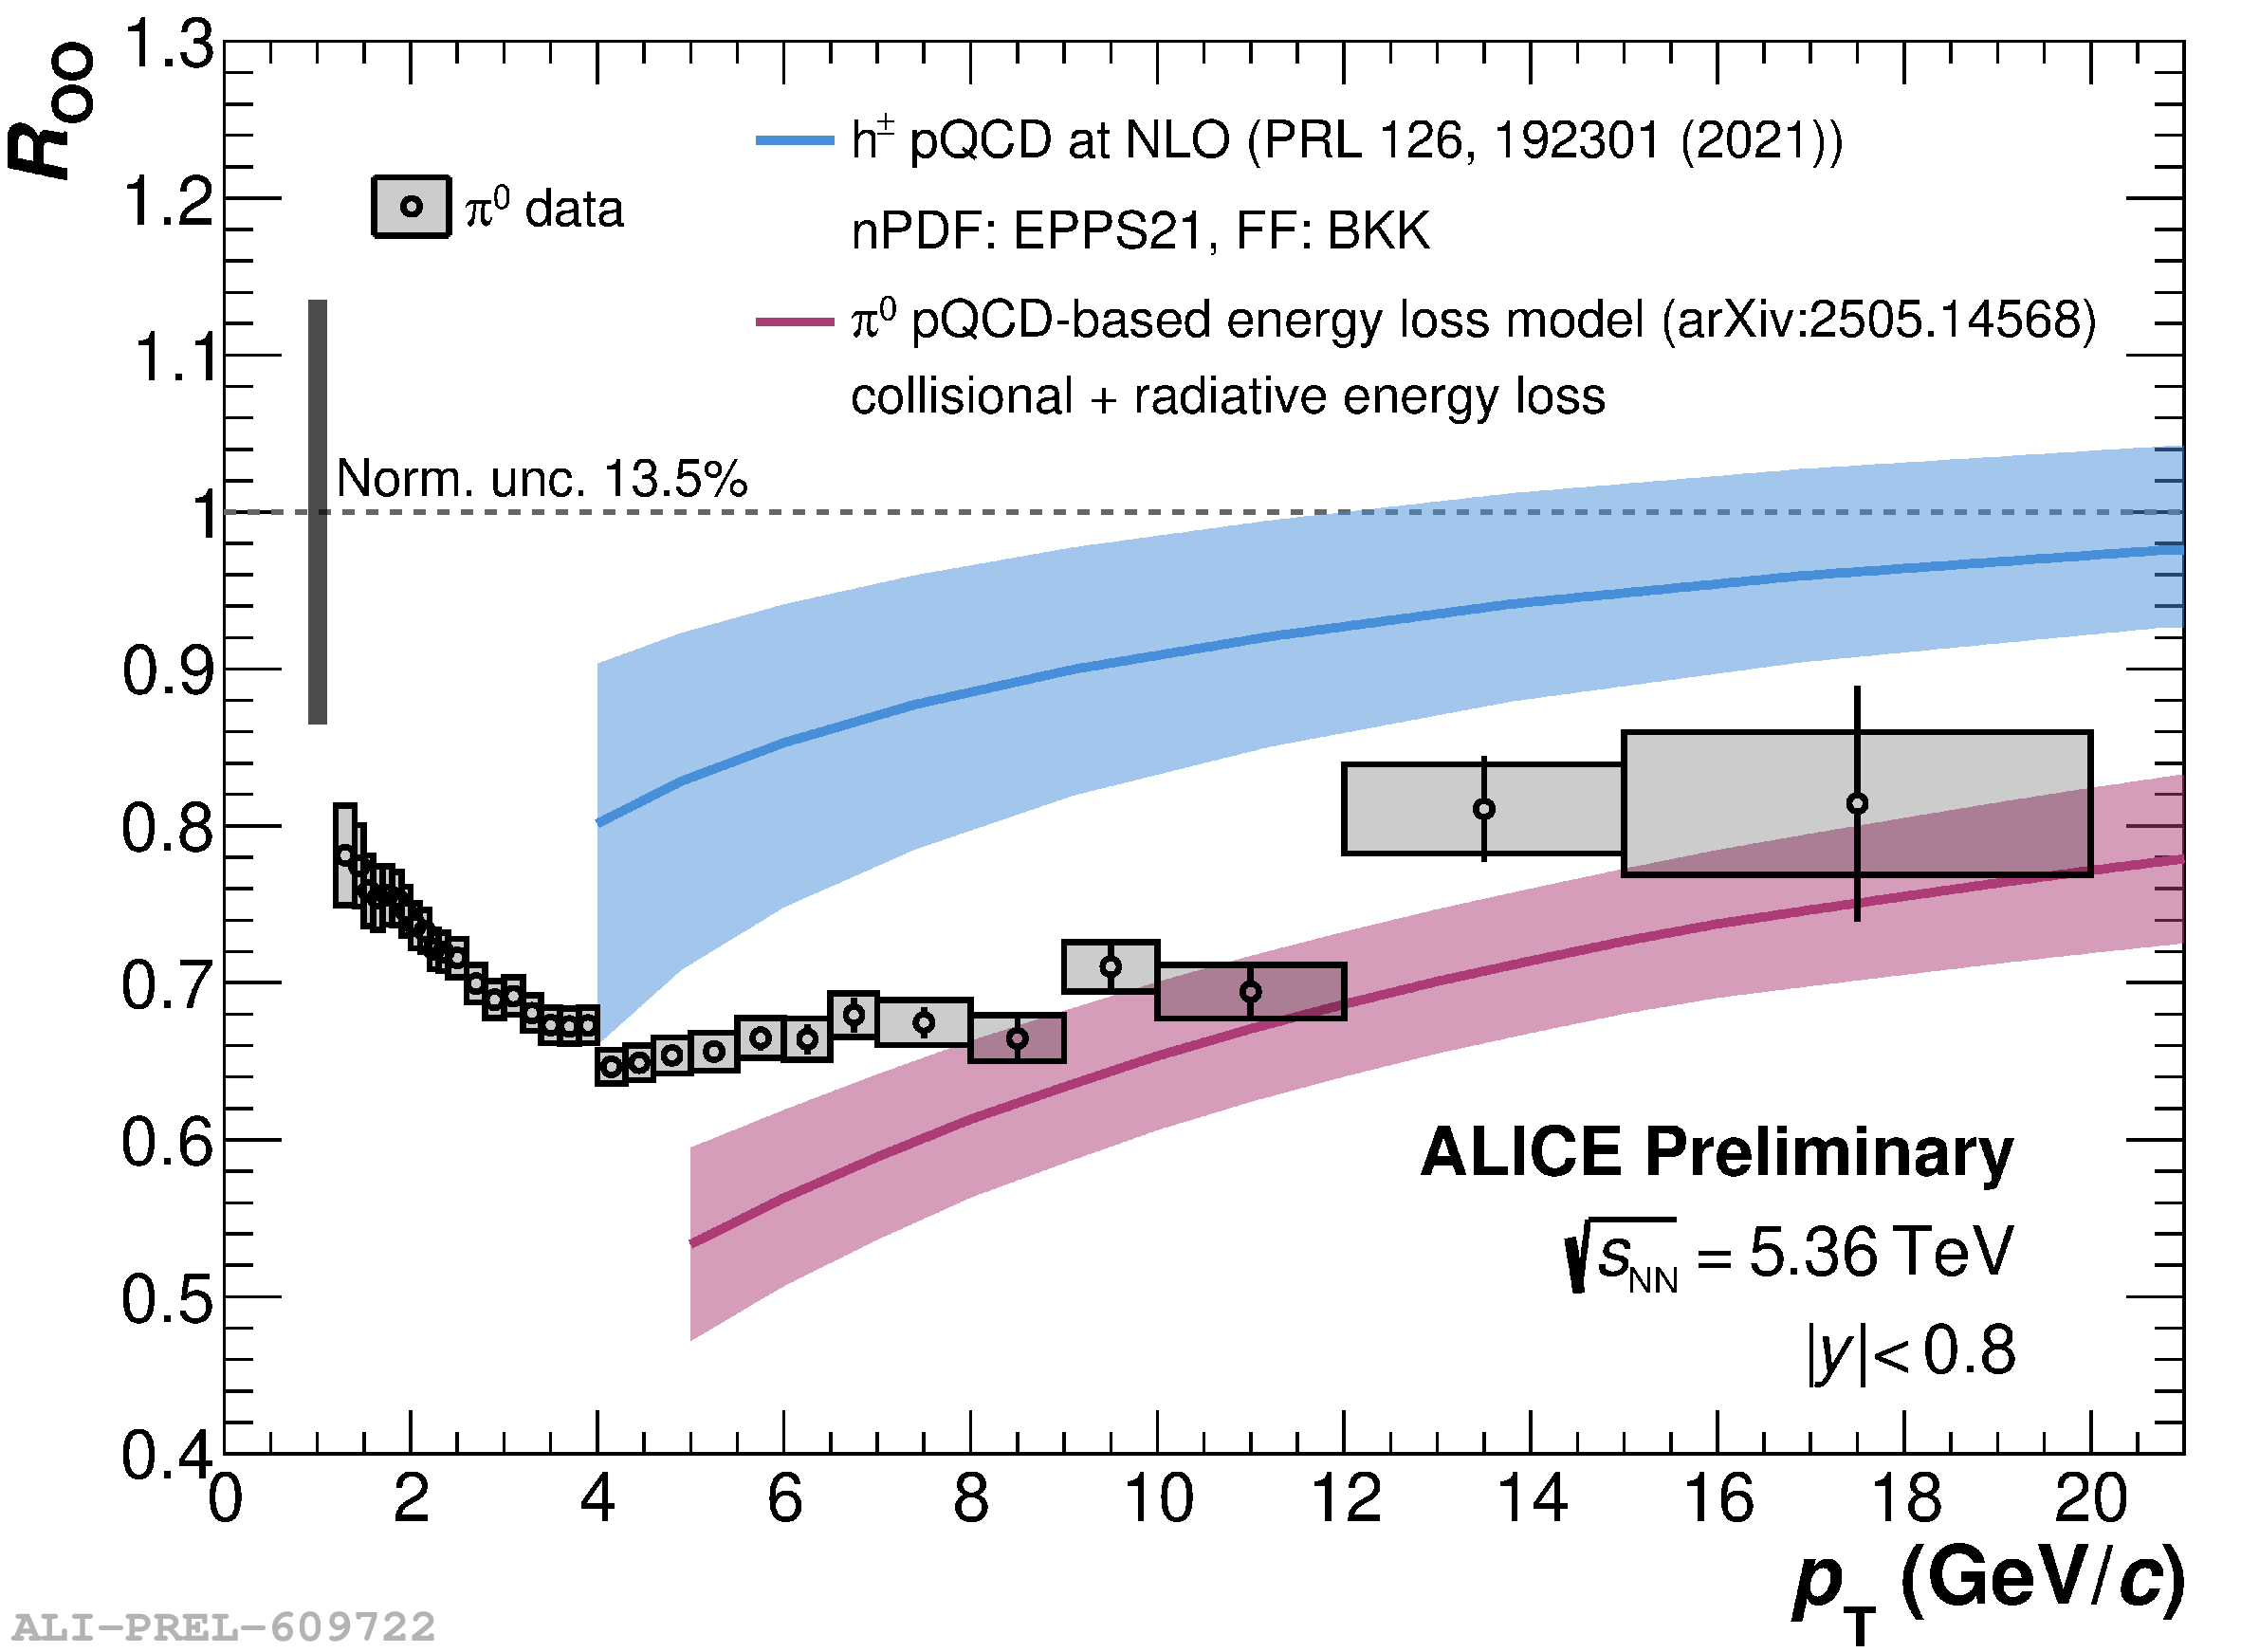 R_OO
1.3
1.2
1.1
1
0.9
0.8
0.7
0.6
0.5
0.4
h± pQCD at NLO (PRL 126, 192301 (2021))
π⁰ data
nPDF: EPPS21, FF: BKK
π⁰ pQCD-based energy loss model (arXiv:2505.14568)
collisional + radiative energy loss
Norm. unc. 13.5%
ALICE Preliminary
√s_NN = 5.36 TeV
|y| < 0.8
0 2 4 6 8 10 12 14 16 18 20
p_T (GeV/c)
ALI-PREL-609722